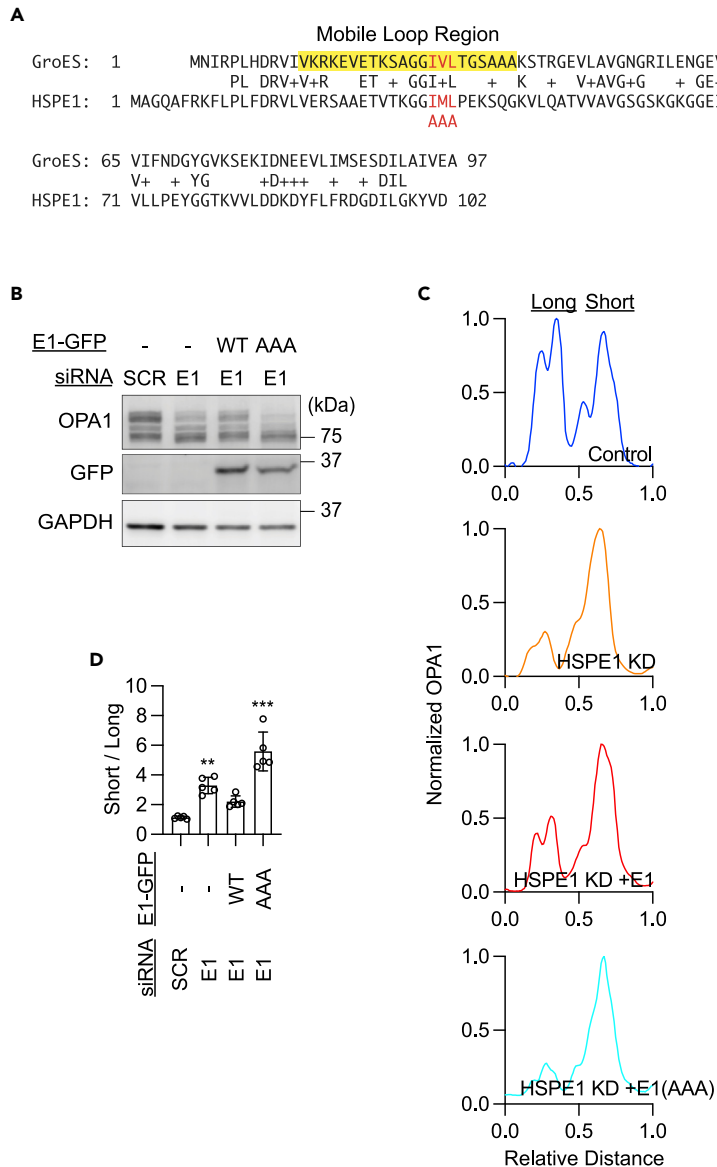 A
Mobile Loop Region
GroES: 1 MNIRPLHDRVIVKRKEVETKSAGGIVLTGSAAAKSTRGEVLAVGNGRILENGEV
PL DRV+V+R ET + GGI+L + K + V+AVG+G + GE+
HSPE1: 1 MAGQAFRKFLPLFDRVLVERSAAETVTKGGIMLPEKSQGKVLQATVVAVGSGSKGKGGEI
AAA
GroES: 65 VIFNDGYGVKSEKIDNEEVLIMSESDILAIVEA 97
V+ + YG +D+++ + DIL
HSPE1: 71 VLLPEYGGTKVVLDDKDYFLFRDGDILGKYVD 102
B
E1-GFP - - WT AAA
siRNA SCR E1 E1 E1 (kDa)
OPA1 75
GFP 37
GAPDH 37
C
Long Short
1.0
0.5
0.0
Control
0.0 0.5 1.0
1.0
0.5
0.0
HSPE1 KD
0.0 0.5 1.0
1.0
0.5
0.0
HSPE1 KD +E1
0.0 0.5 1.0
1.0
0.5
0.0
HSPE1 KD +E1(AAA)
0.0 0.5 1.0
Relative Distance
Normalized OPA1
D
10
8
6
4
2
0
Short / Long
** ***
E1-GFP - - WT AAA
siRNA SCR E1 E1 E1